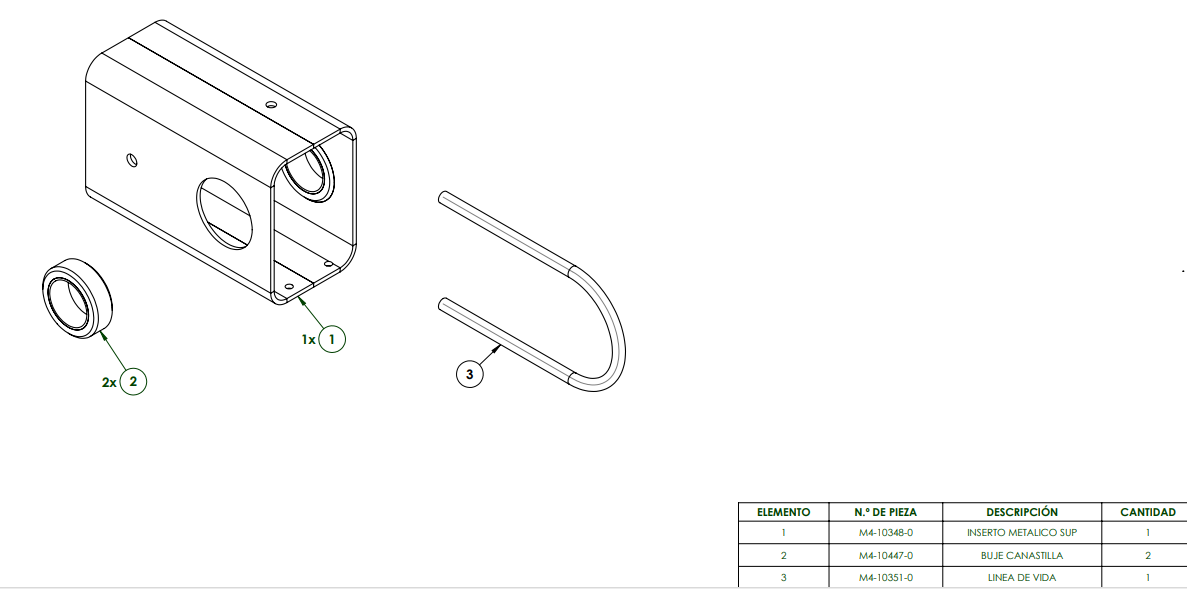 1x 1
2x 2
3
ELEMENTO N.º DE PIEZA DESCRIPCIÓN CANTIDAD
1 M4-10348-0 INSERTO METALICO SUP 1
2 M4-10447-0 BUJE CANASTILLA 2
3 M4-10351-0 LINEA DE VIDA 1